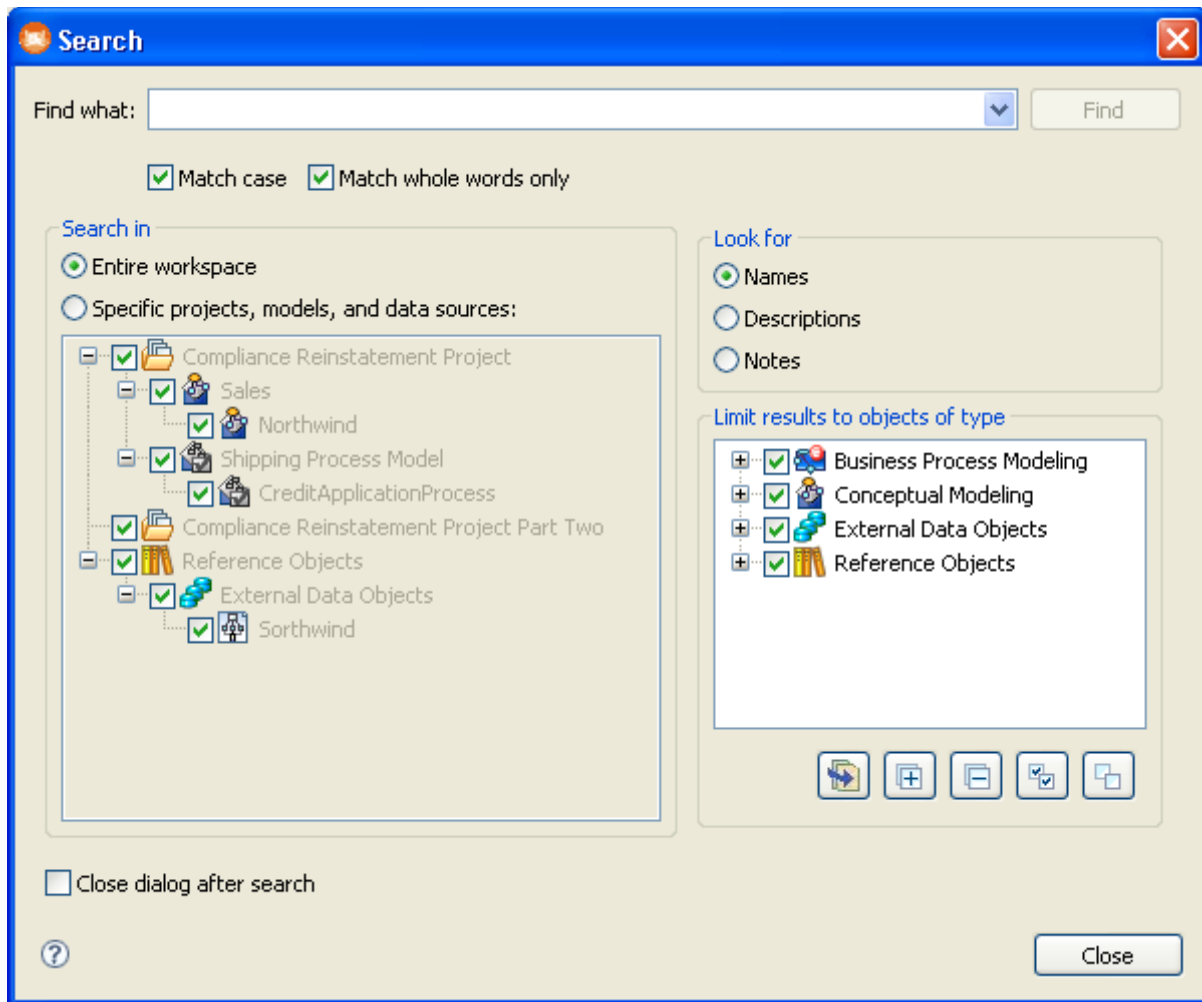 Search
Find what:
Find
Match case
Match whole words only
Search in
Entire workspace
Specific projects, models, and data sources:
Compliance Reinstatement Project
Sales
Northwind
Shipping Process Model
CreditApplicationProcess
Compliance Reinstatement Project Part Two
Reference Objects
External Data Objects
Sorthwind
Look for
Names
Descriptions
Notes
Limit results to objects of type
Business Process Modeling
Conceptual Modeling
External Data Objects
Reference Objects
Close dialog after search
?
Close